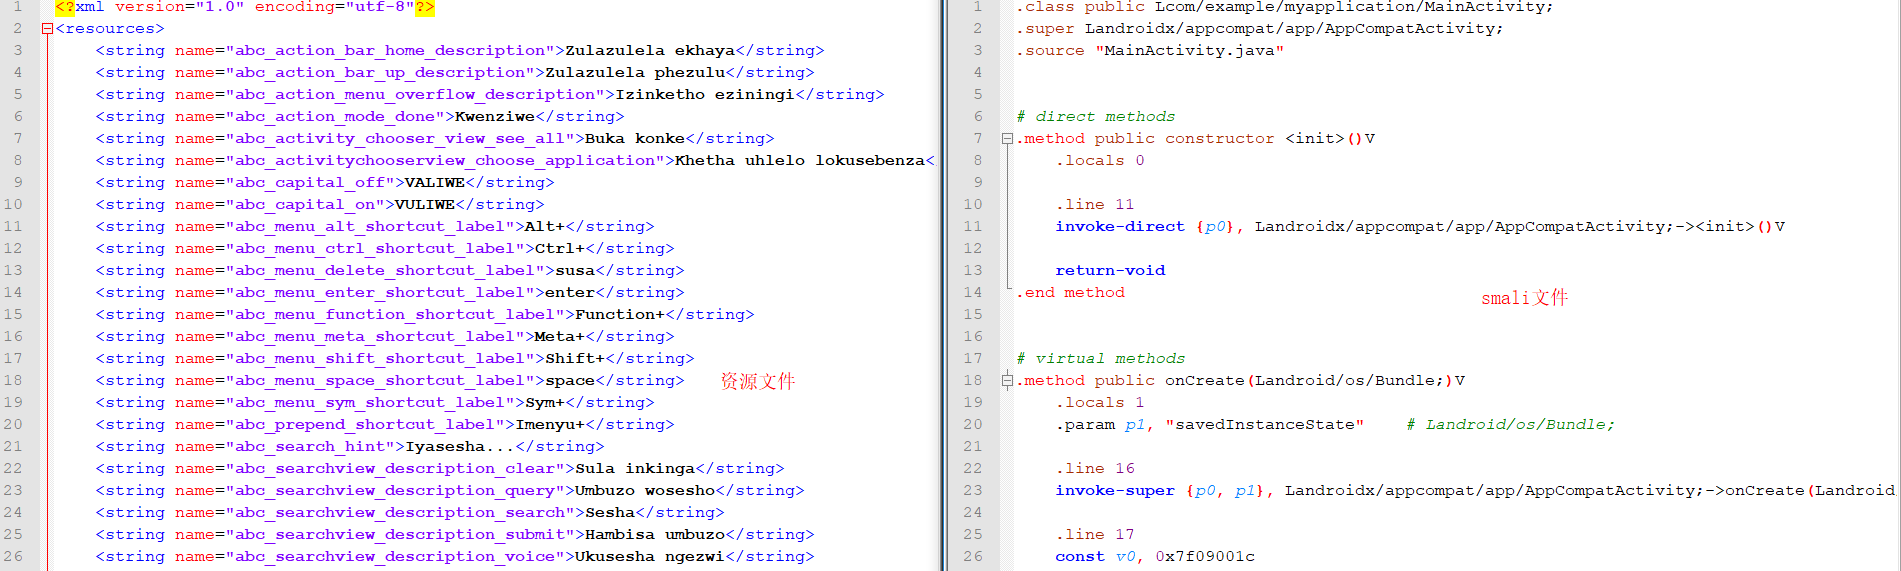 1 <?xml version="1.0" encoding="utf-8"?>
2 <resources>
3 <string name="abc_action_bar_home_description">Zulazulela ekhaya</string>
4 <string name="abc_action_bar_up_description">Zulazulela phezulu</string>
5 <string name="abc_action_menu_overflow_description">Izinketho eziningi</string>
6 <string name="abc_action_mode_done">Kwenziwe</string>
7 <string name="abc_activity_chooser_view_see_all">Buka konke</string>
8 <string name="abc_activitychooserview_choose_application">Khetha uhlelo lokusebenza<
9 <string name="abc_capital_off">VALIWE</string>
10 <string name="abc_capital_on">VULIWE</string>
11 <string name="abc_menu_alt_shortcut_label">Alt+</string>
12 <string name="abc_menu_ctrl_shortcut_label">Ctrl+</string>
13 <string name="abc_menu_delete_shortcut_label">susa</string>
14 <string name="abc_menu_enter_shortcut_label">enter</string>
15 <string name="abc_menu_function_shortcut_label">Function+</string>
16 <string name="abc_menu_meta_shortcut_label">Meta+</string>
17 <string name="abc_menu_shift_shortcut_label">Shift+</string>
18 <string name="abc_menu_space_shortcut_label">space</string>
资源文件
19 <string name="abc_menu_sym_shortcut_label">Sym+</string>
20 <string name="abc_prepend_shortcut_label">Imenyu+</string>
21 <string name="abc_search_hint">Iyasesha...</string>
22 <string name="abc_searchview_description_clear">Sula inkinga</string>
23 <string name="abc_searchview_description_query">Umbuzo wosesho</string>
24 <string name="abc_searchview_description_search">Sesha</string>
25 <string name="abc_searchview_description_submit">Hambisa umbuzo</string>
26 <string name="abc_searchview_description_voice">Ukusesha ngezwi</string>
1 .class public Lcom/example/myapplication/MainActivity;
2 .super Landroidx/appcompat/app/AppCompatActivity;
3 .source "MainActivity.java"
4
5
6 # direct methods
7 .method public constructor <init>()V
8 .locals 0
9
10 .line 11
11 invoke-direct {p0}, Landroidx/appcompat/app/AppCompatActivity;-><init>()V
12
13 return-void
14 .end method
smali文件
15
16
17 # virtual methods
18 .method public onCreate(Landroid/os/Bundle;)V
19 .locals 1
20 .param p1, "savedInstanceState" # Landroid/os/Bundle;
21
22 .line 16
23 invoke-super {p0, p1}, Landroidx/appcompat/app/AppCompatActivity;->onCreate(Landroid
24
25 .line 17
26 const v0, 0x7f09001c